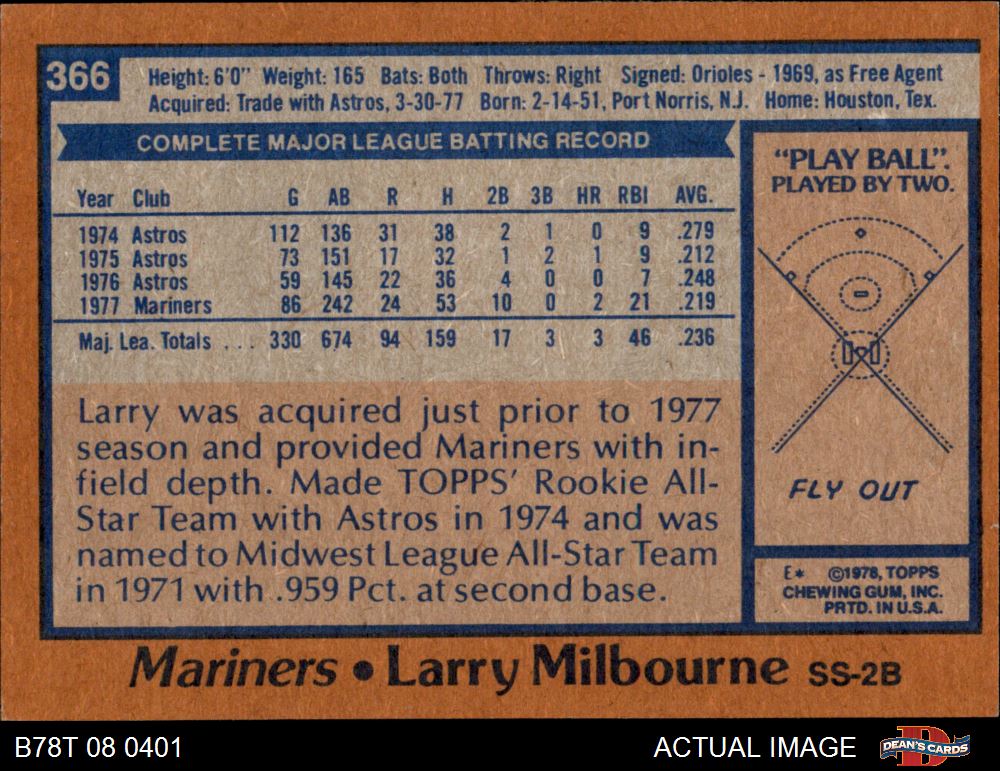 366
Height: 6'0" Weight: 165 Bats: Both Throws: Right Signed: Orioles - 1969, as Free Agent
Acquired: Trade with Astros, 3-30-77 Born: 2-14-51, Port Norris, N.J. Home: Houston, Tex.
COMPLETE MAJOR LEAGUE BATTING RECORD
Year Club G AB R H 2B 3B HR RBI AVG.
1974 Astros 112 136 31 38 2 1 0 9 .279
1975 Astros 73 151 17 32 1 2 1 9 .212
1976 Astros 59 145 22 36 4 0 0 7 .248
1977 Mariners 86 242 24 53 10 0 2 21 .219
Maj. Lea. Totals . . . 330 674 94 159 17 3 3 46 .236
Larry was acquired just prior to 1977
season and provided Mariners with in-
field depth. Made TOPPS' Rookie All-
Star Team with Astros in 1974 and was
named to Midwest League All-Star Team
in 1971 with .959 Pct. at second base.
"PLAY BALL".
PLAYED BY TWO.
FLY OUT
E* ©1978, TOPPS
CHEWING GUM, INC.
PRTD. IN U.S.A.
Mariners • Larry Milbourne SS-2B
B78T 08 0401
ACTUAL IMAGE
D
DEAN'S CARDS